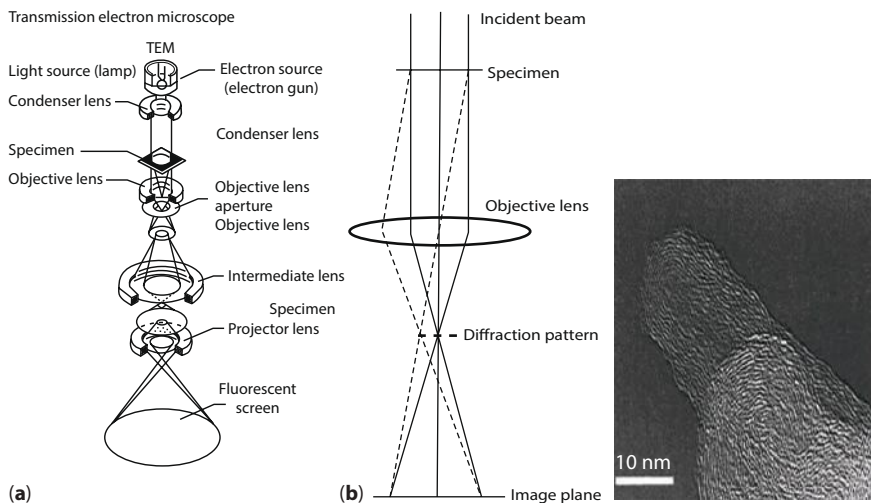 Transmission electron microscope
TEM
Light source (lamp)
Electron source
(electron gun)
Condenser lens
Condenser lens
Specimen
Objective lens
Objective lens
aperture
Objective lens
Intermediate lens
Specimen
Projector lens
Fluorescent
screen
(a)
Incident beam
Specimen
Objective lens
Diffraction pattern
Image plane
(b)
10 nm